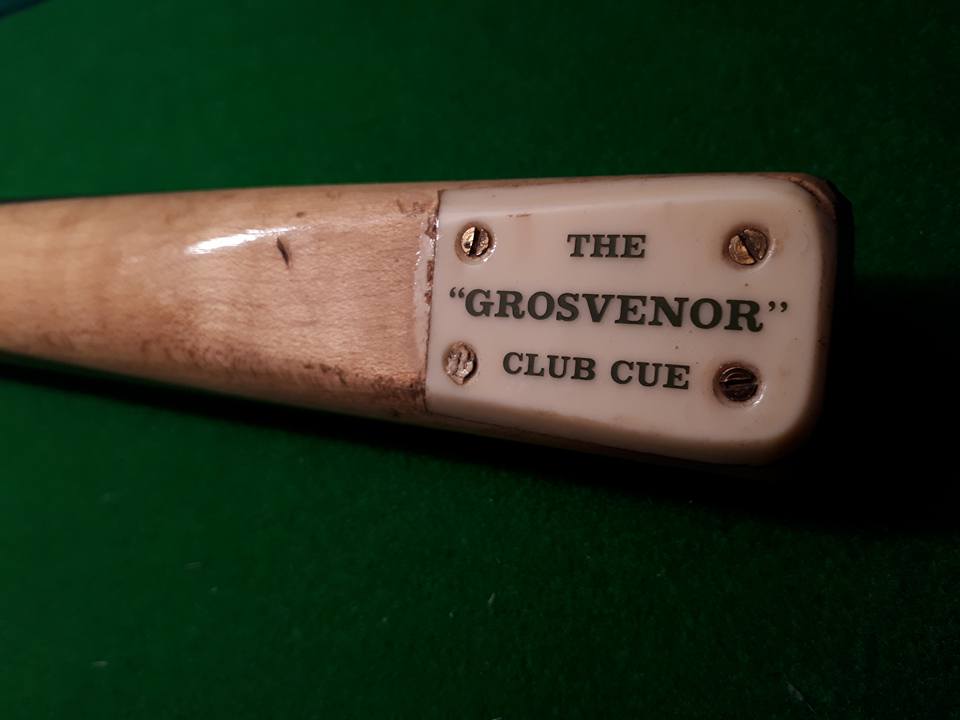 THE
“GROSVENOR”
CLUB CUE